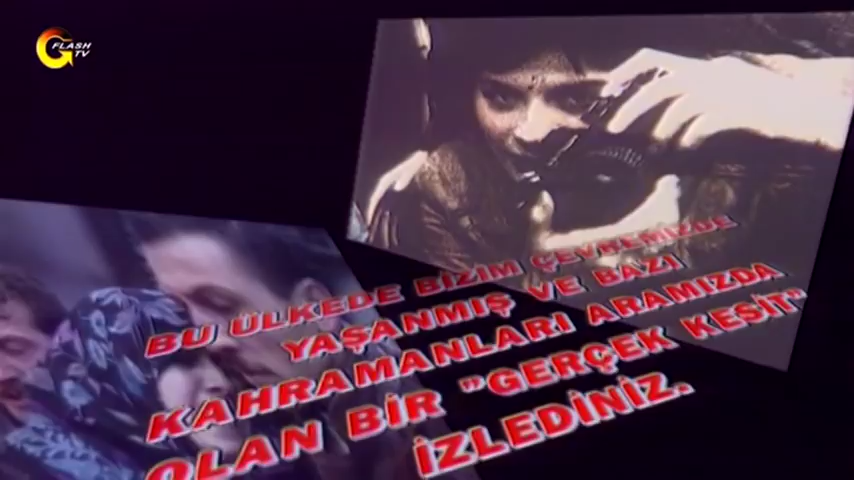 FLASH
TV
BU ÜLKEDE BİZİM ÇEVREMİZDE
YAŞANMIŞ VE BAZI
KAHRAMANLARI ARAMIZDA
OLAN BİR "GERÇEK KESİT"
İZLEDİNİZ.